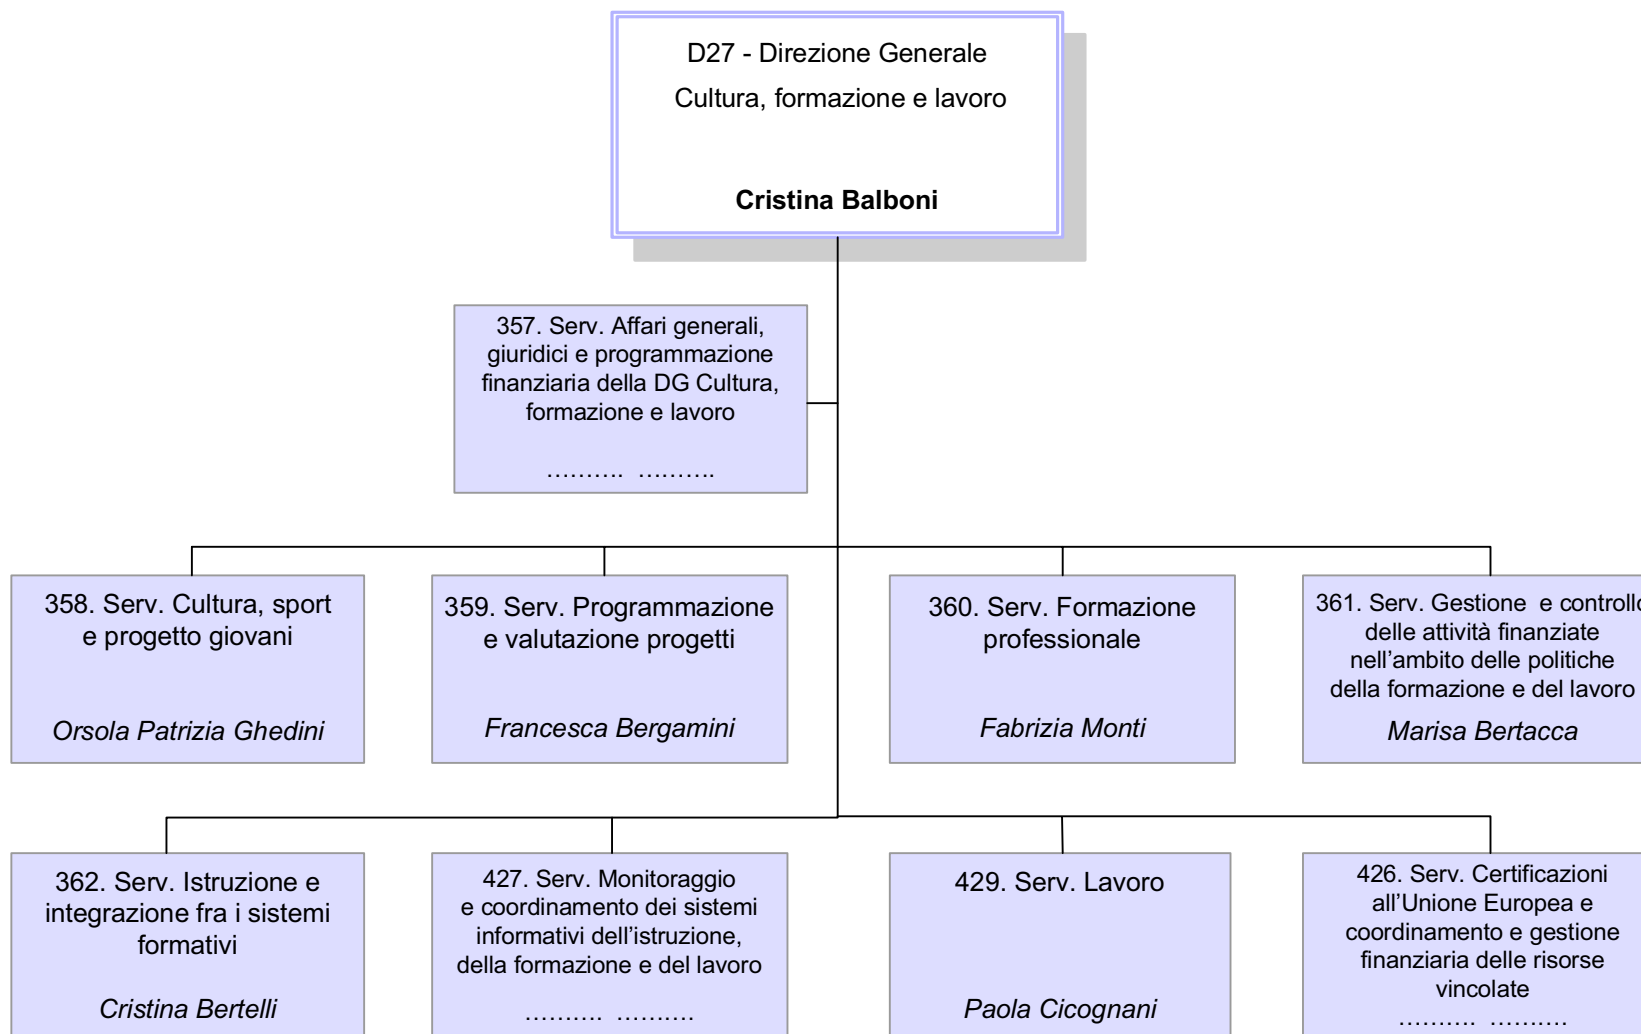 D27 - Direzione Generale
Cultura, formazione e lavoro
Cristina Balboni
357. Serv. Affari generali,
giuridici e programmazione
finanziaria della DG Cultura,
formazione e lavoro
………. ……….
358. Serv. Cultura, sport
e progetto giovani
Orsola Patrizia Ghedini
359. Serv. Programmazione
e valutazione progetti
Francesca Bergamini
360. Serv. Formazione
professionale
Fabrizia Monti
361. Serv. Gestione  e controllo
delle attività finanziate
nell’ambito delle politiche
della formazione e del lavoro
Marisa Bertacca
362. Serv. Istruzione e
integrazione fra i sistemi
formativi
Cristina Bertelli
427. Serv. Monitoraggio
e coordinamento dei sistemi
informativi dell’istruzione,
della formazione e del lavoro
………. ……….
429. Serv. Lavoro
Paola Cicognani
426. Serv. Certificazioni
all’Unione Europea e
coordinamento e gestione
finanziaria delle risorse
vincolate
………. ……….